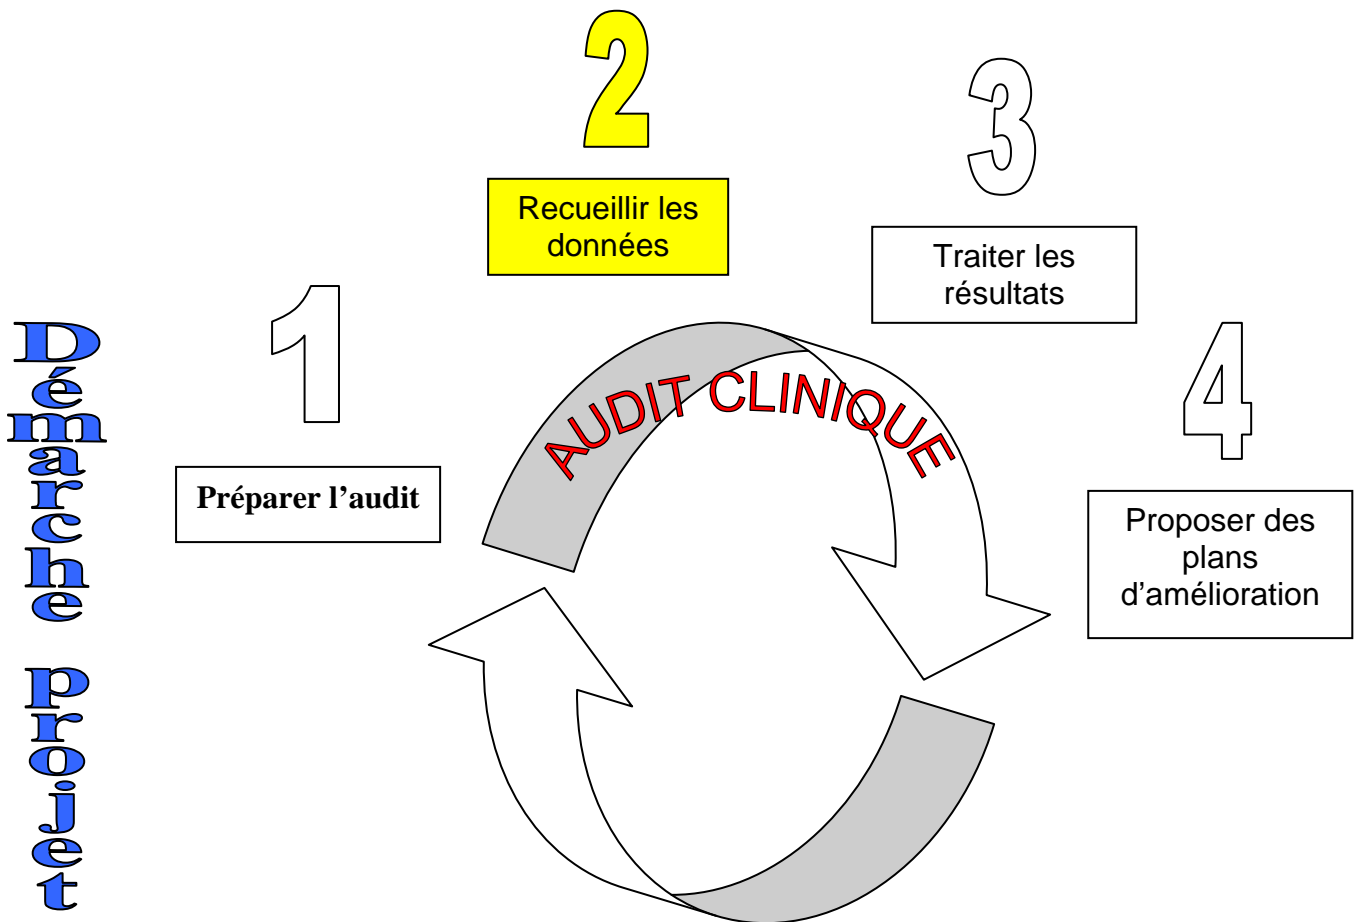 Démarche projet
1
Préparer l’audit
2
Recueillir les
données
3
Traiter les
résultats
4
Proposer des
plans
d’amélioration
AUDIT CLINIQUE